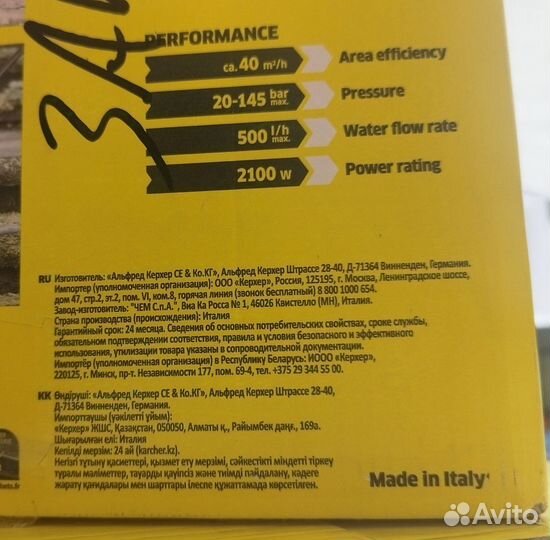 ЗАК
PERFORMANCE
ca. 40 m²/h Area efficiency
20-145 bar max. Pressure
500 l/h max. Water flow rate
2100 W Power rating
RU Изготовитель: «Альфред Керхер СЕ & Ко.КГ», Альфред Керхер Штрассе 28-40, Д-71364 Винненден, Германия.
Импортер (уполномоченная организация): ООО «Керхер», Россия, 125195, г. Москва, Ленинградское шоссе,
дом 47, стр.2, эт.2, пом. VI, ком.8, горячая линия (звонок бесплатный) 8 800 1000 654.
Завод-изготовитель: "ЧЕМ С.п.А.", Виа Ка Росса № 1, 46026 Квистелло (МН), Италия.
Страна производства (происхождения): Италия
Гарантийный срок: 24 месяца. Сведения об основных потребительских свойствах, сроке службы,
обязательном подтверждении соответствия, правила и условия безопасного и эффективного
использования, утилизации товара указаны в сопроводительной документации.
Импортёр (уполномоченная организация) в Республику Беларусь: ИООО «Керхер»,
220125, г. Минск, пр-т. Независимости 177, пом. 69-4, тел. +375 29 344 55 00.
KK Өндіруші: «Альфред Керхер СЕ & Ко.КГ», Альфред Керхер Штрассе 28-40,
Д-71364 Винненден, Германия.
Импорттаушы (уәкілетті ұйым):
«Керхер» ЖШС, Қазақстан, 050050, Алматы қ., Райымбек даңғ., 169а.
Шығарылған елі: Италия
Кепілді мерзім: 24 ай (karcher.kz).
Негізгі тұтыну қасиеттері, қызмет ету мерзімі, сәйкестіктің міндетті тіркеу
туралы мәліметтер, тауарды қауіпсіз және тиімді пайдалану, кәдеге
жарату қағидалары мен шарттары ілеспе құжаттамада көрсетілген.
Made in Italy
Avito